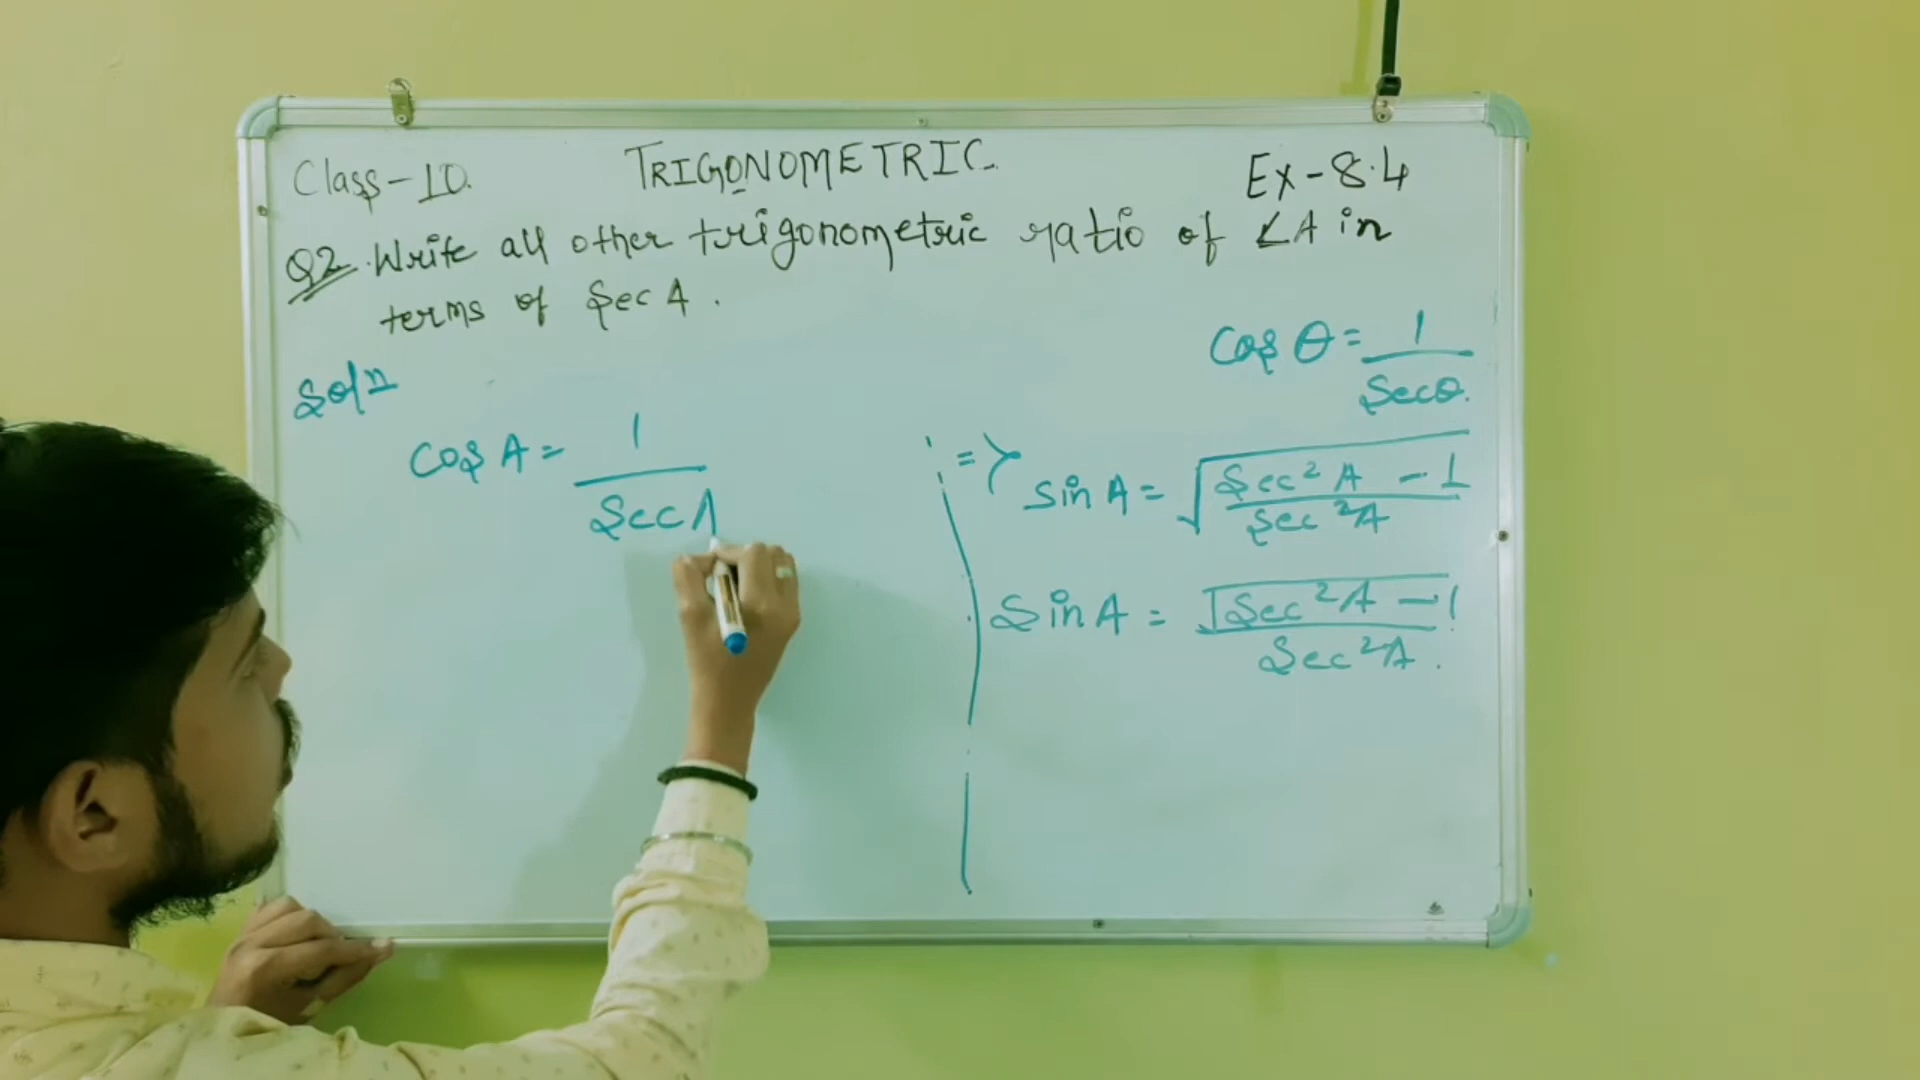 Class-10.
TRIGONOMETRIC.
Ex-8.4
Q2. Write all other trigonometric ratio of ∠A in
terms of Sec A.
Soln
Cos A = 1/Sec A
Cos θ = 1/Sec θ.
=> Sin A = √((Sec²A - 1)/Sec²A)
Sin A = √(Sec²A - 1)/Sec²A.